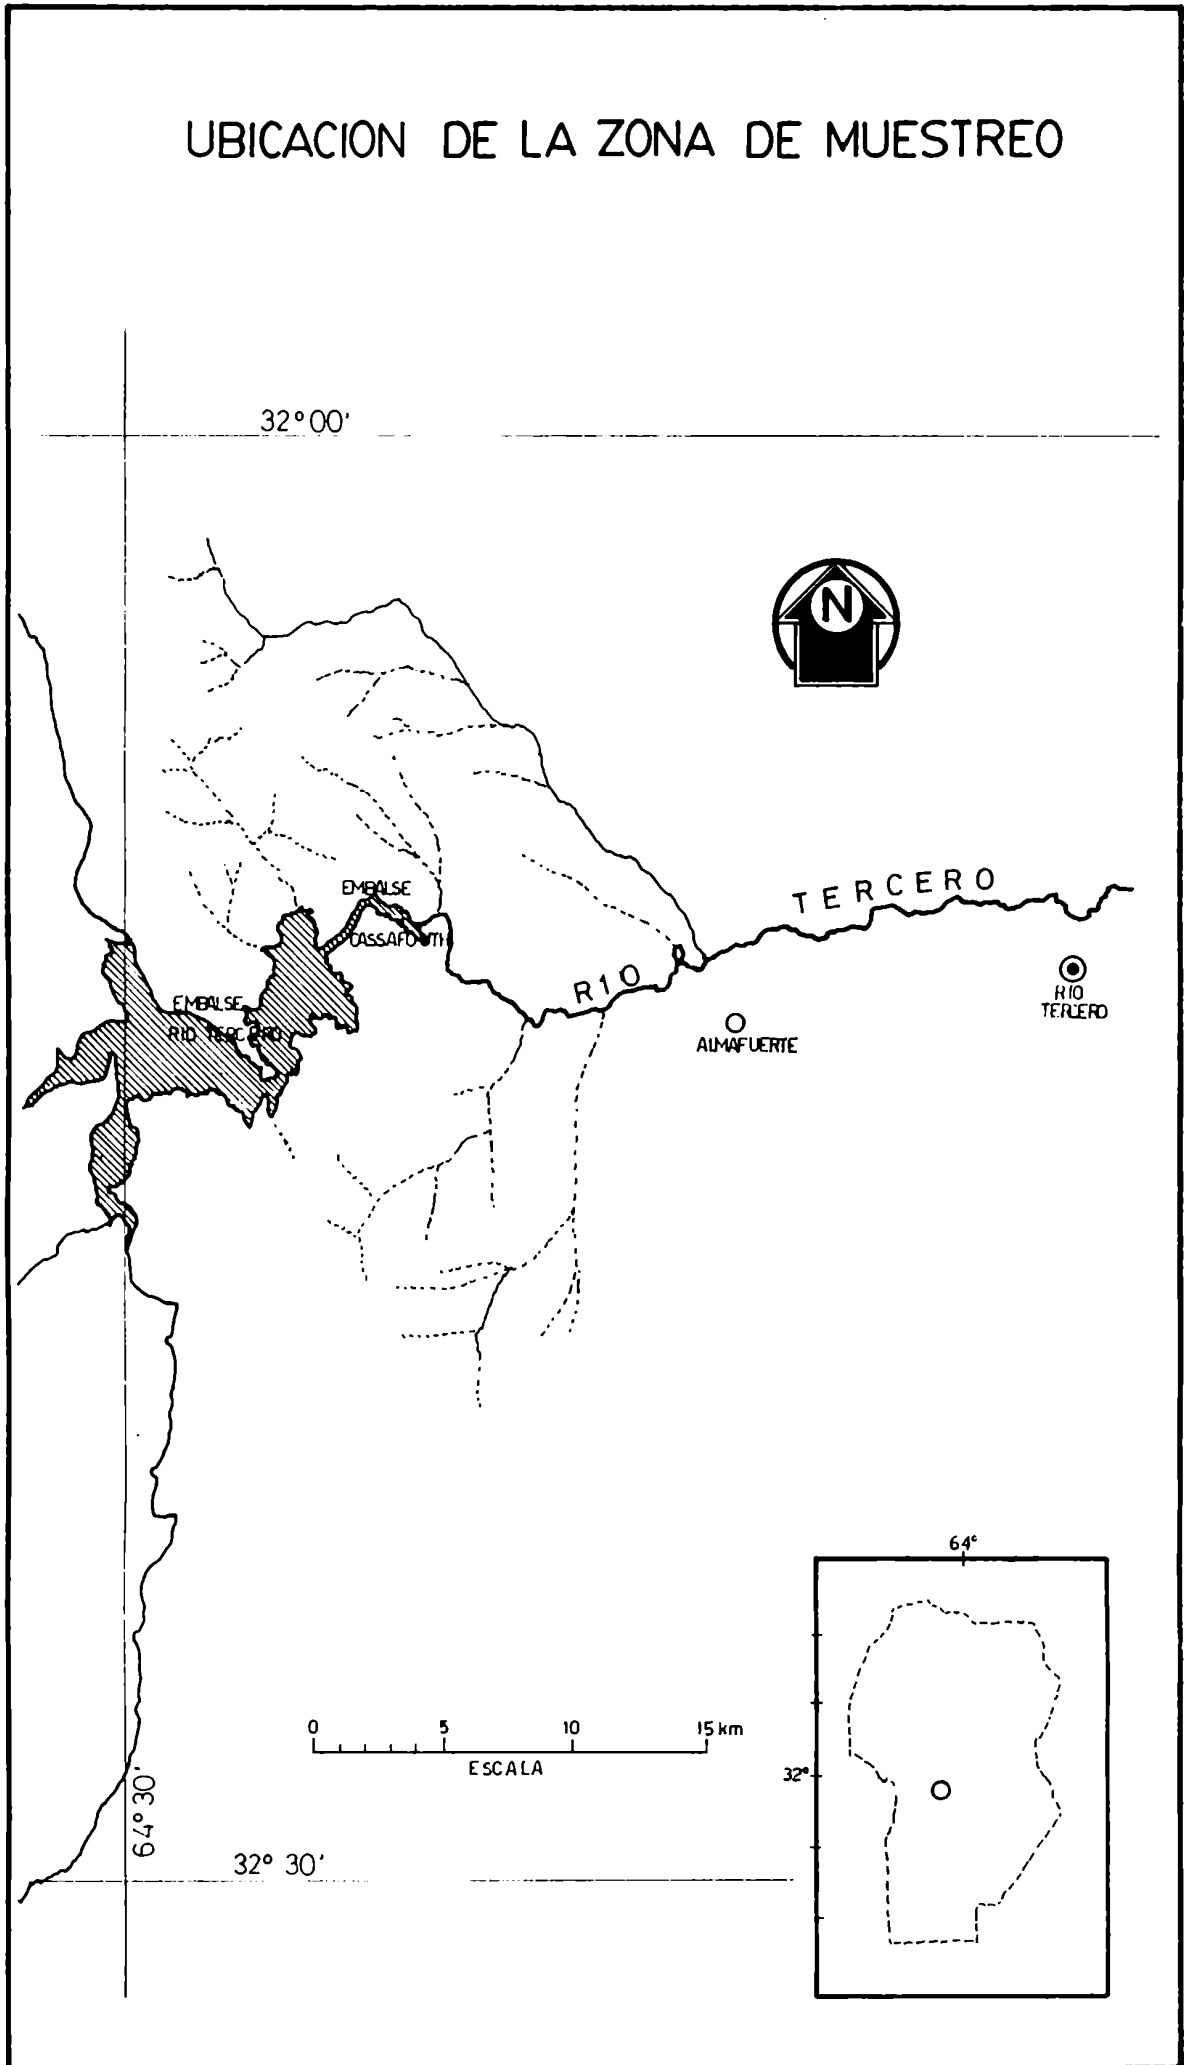 UBICACION DE LA ZONA DE MUESTREO
32° 00'
N
TERCERO
EMBALSE
CASSAFOUTH
RIO
EMBALSE
RIO TERCERO
RIO
TERCERO
ALMAFUERTE
64°
0 5 10 15 km
ESCALA
32°
64° 30'
32° 30'